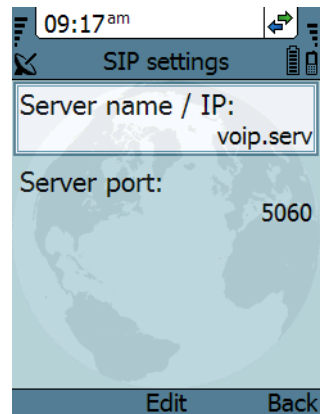 09:17am
SIP settings
Server name / IP:
voip.serv
Server port:
5060
Edit Back